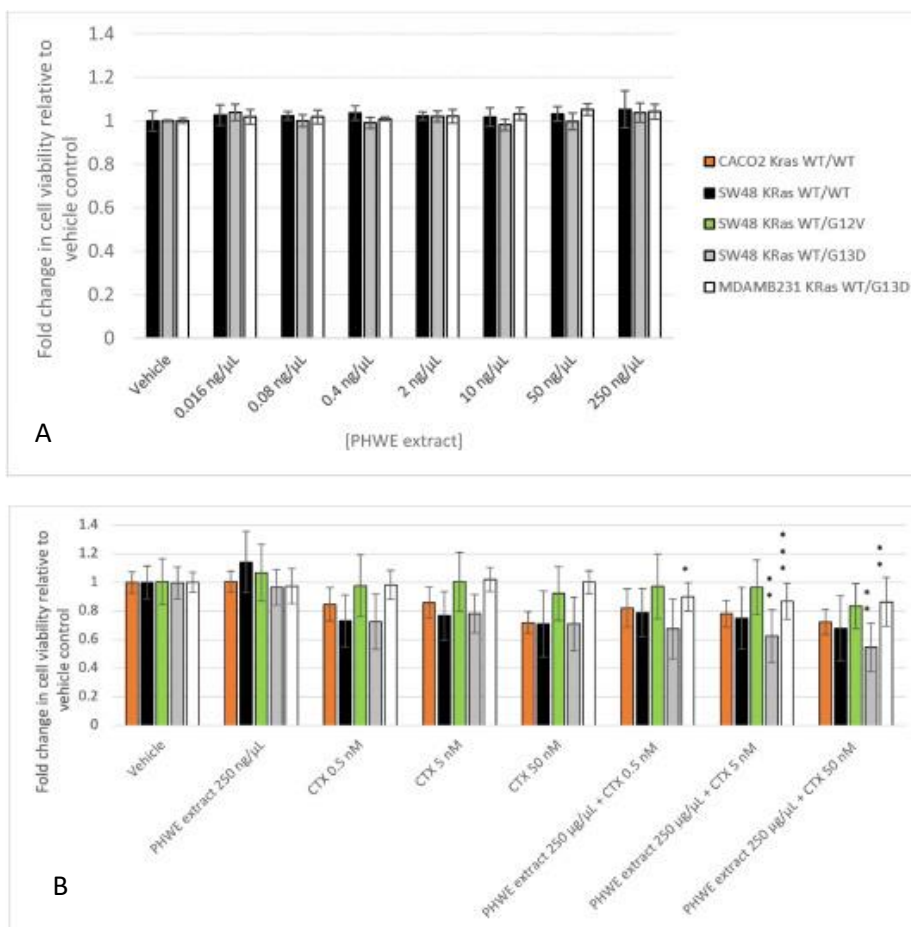 Fold change in cell viability relative to
vehicle control
1.4
1.2
1
0.8
0.6
0.4
0.2
0
Vehicle
0.016 ng/µL
0.08 ng/µL
0.4 ng/µL
2 ng/µL
10 ng/µL
50 ng/µL
250 ng/µL
[PHWE extract]
A
CACO2 Kras WT/WT
SW48 KRas WT/WT
SW48 KRas WT/G12V
SW48 KRas WT/G13D
MDAMB231 KRas WT/G13D
Fold change in cell viability relative to
vehicle control
1.4
1.2
1
0.8
0.6
0.4
0.2
0
Vehicle
PHWE extract 250 ng/µL
CTX 0.5 nM
CTX 5 nM
CTX 50 nM
PHWE extract 250 µg/µL + CTX 0.5 nM
PHWE extract 250 µg/µL + CTX 5 nM
PHWE extract 250 µg/µL + CTX 50 nM
B